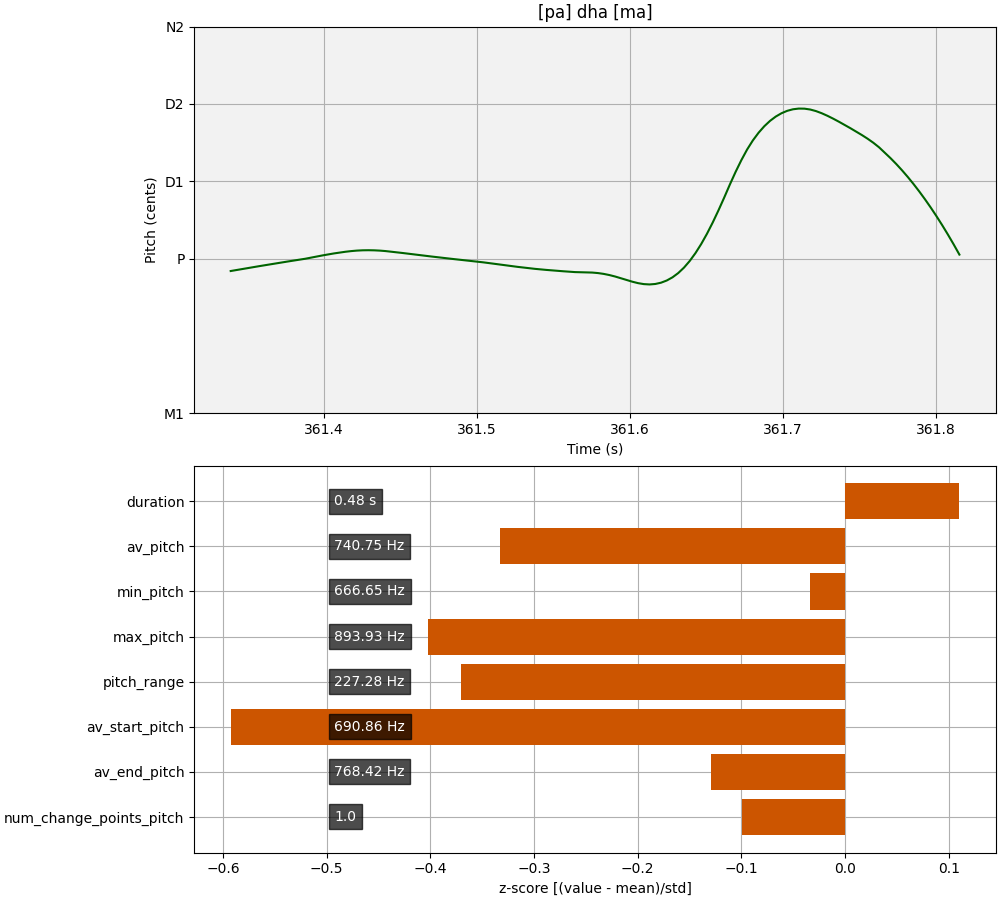 [pa] dha [ma]
N2
D2
D1
P
M1
Pitch (cents)
361.4 361.5 361.6 361.7 361.8
Time (s)
duration 0.48 s
av_pitch 740.75 Hz
min_pitch 666.65 Hz
max_pitch 893.93 Hz
pitch_range 227.28 Hz
av_start_pitch 690.86 Hz
av_end_pitch 768.42 Hz
num_change_points_pitch 1.0
−0.6 −0.5 −0.4 −0.3 −0.2 −0.1 0.0 0.1
z-score [(value - mean)/std]